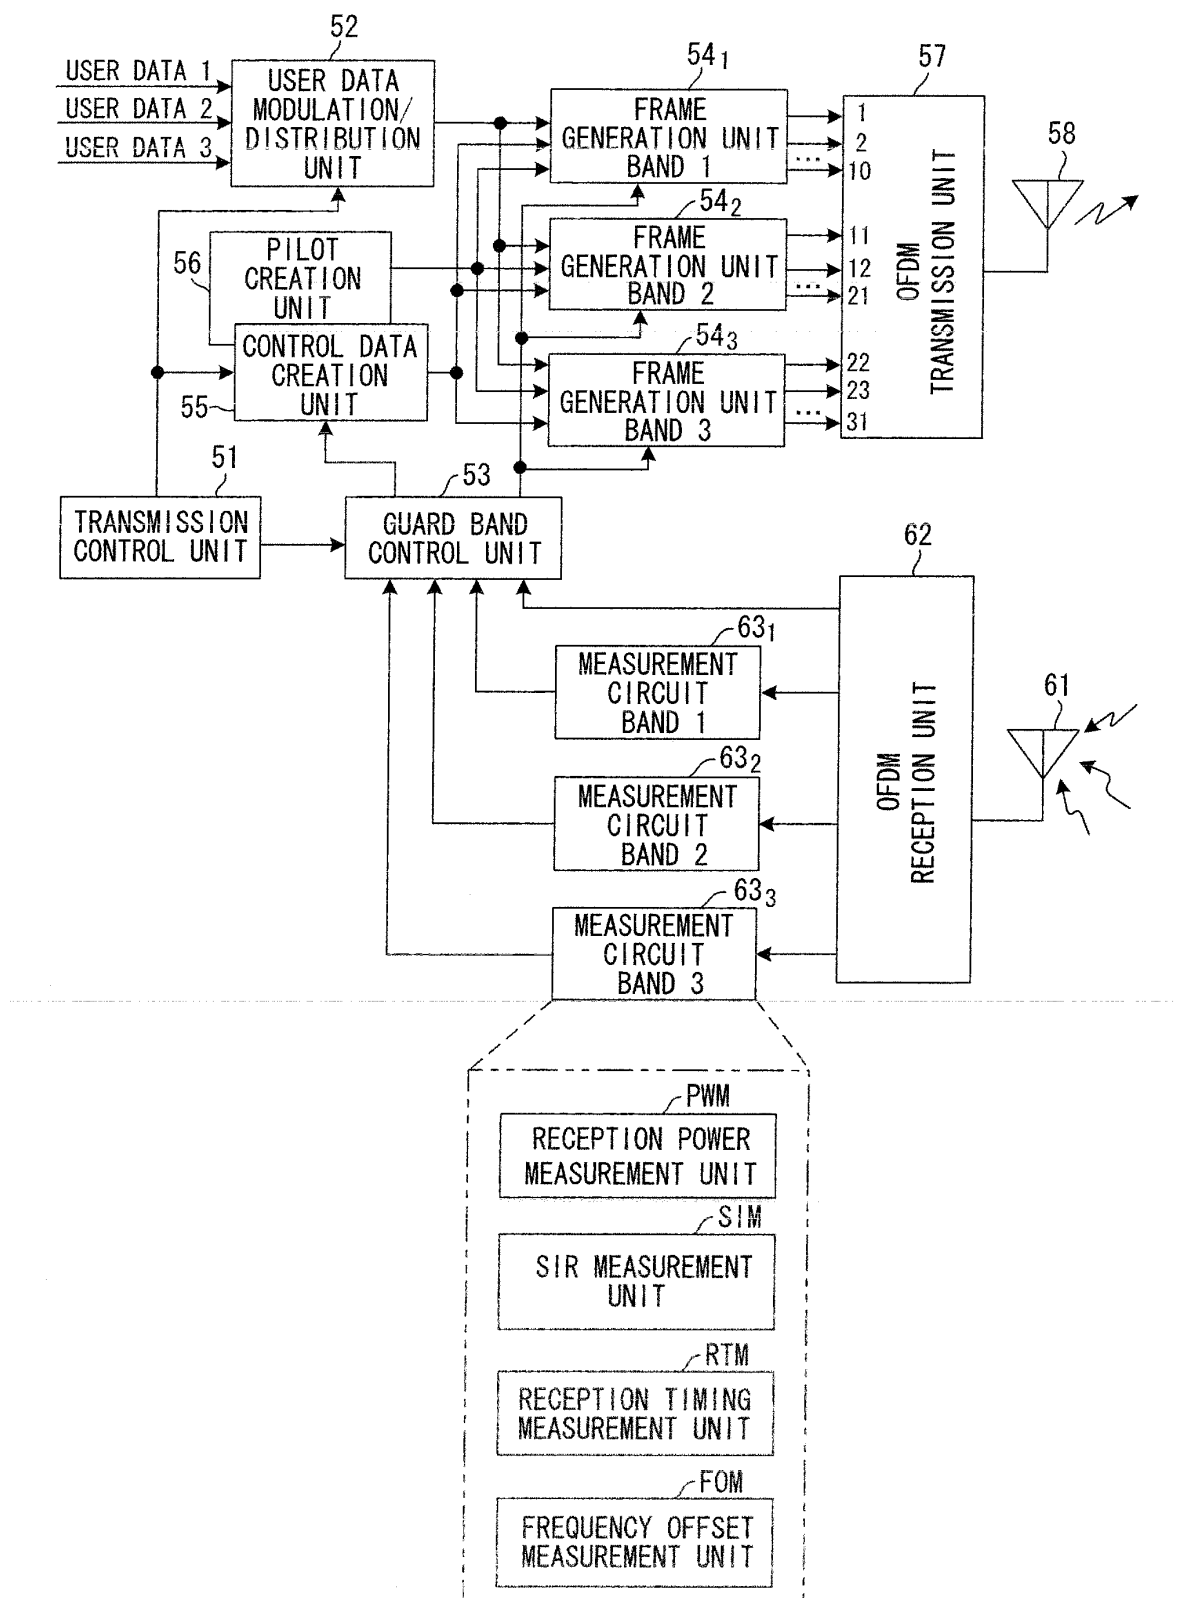 52
USER DATA 1
USER DATA 2
USER DATA 3
USER DATA
MODULATION/
DISTRIBUTION
UNIT
54₁
FRAME
GENERATION UNIT
BAND 1
1
2
...
10
57
OFDM
TRANSMISSION UNIT
58
56
PILOT
CREATION
UNIT
54₂
FRAME
GENERATION UNIT
BAND 2
11
12
...
21
CONTROL DATA
CREATION
UNIT
55
54₃
FRAME
GENERATION UNIT
BAND 3
22
23
...
31
51
TRANSMISSION
CONTROL UNIT
53
GUARD BAND
CONTROL UNIT
62
OFDM
RECEPTION UNIT
61
63₁
MEASUREMENT
CIRCUIT
BAND 1
63₂
MEASUREMENT
CIRCUIT
BAND 2
63₃
MEASUREMENT
CIRCUIT
BAND 3
PWM
RECEPTION POWER
MEASUREMENT UNIT
SIM
SIR MEASUREMENT
UNIT
RTM
RECEPTION TIMING
MEASUREMENT UNIT
FOM
FREQUENCY OFFSET
MEASUREMENT UNIT